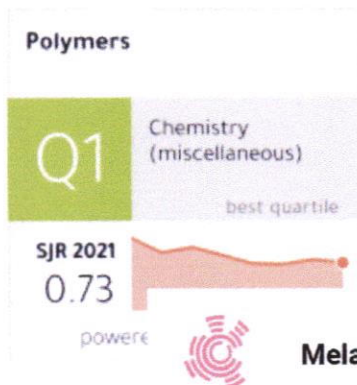 Polymers
Q1
Chemistry
(miscellaneous)
best quartile
SJR 2021
0.73
powere
Mela